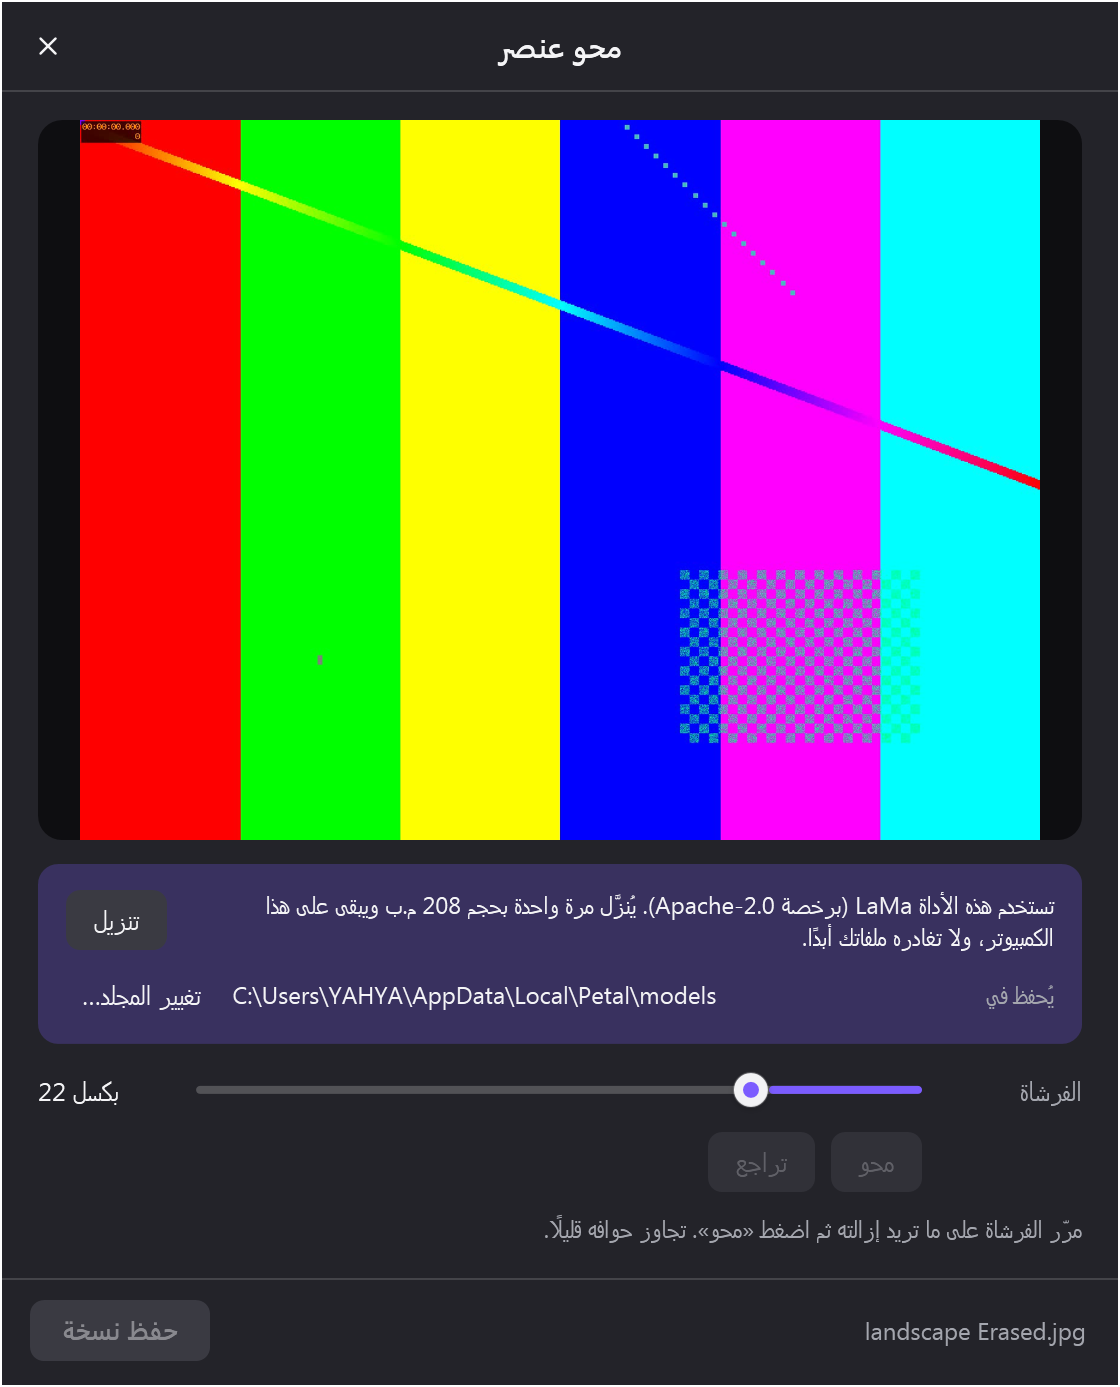 محو عنصر
00:00:00.000
0
تستخدم هذه الأداة LaMa (برخصة Apache-2.0). يُنزَّل مرة واحدة بحجم 208 م.ب ويبقى على هذا
الكمبيوتر، ولا تغادره ملفاتك أبدًا.
تنزيل
يُحفظ في
C:\Users\YAHYA\AppData\Local\Petal\models
تغيير المجلد...
الفرشاة
22 بكسل
محو
تراجع
مرّر الفرشاة على ما تريد إزالته ثم اضغط «محو». تجاوز حوافه قليلًا.
landscape Erased.jpg
حفظ نسخة